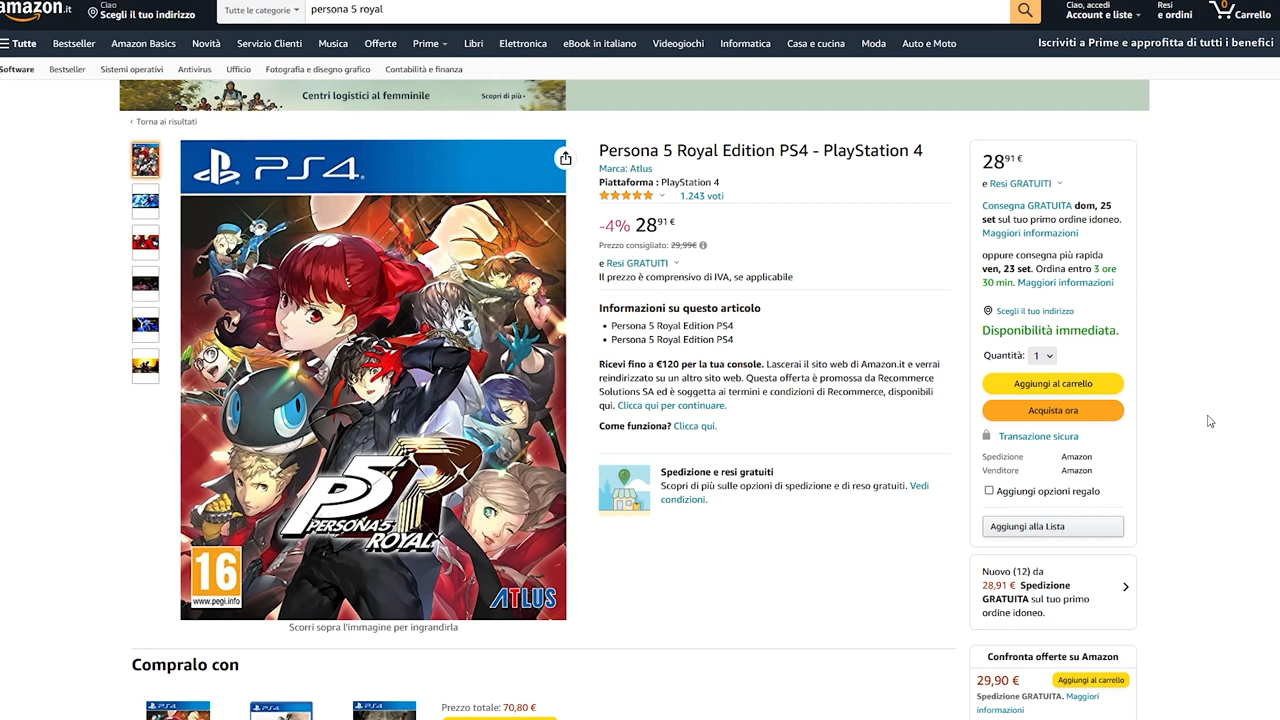 amazon.it
Ciao
Scegli il tuo indirizzo
Tutte le categorie
persona 5 royal
Ciao, accedi
Account e liste
Resi
e ordini
0
Carrello
Tutte
Bestseller
Amazon Basics
Novità
Servizio Clienti
Musica
Offerte
Prime
Libri
Elettronica
eBook in italiano
Videogiochi
Informatica
Casa e cucina
Moda
Auto e Moto
Iscriviti a Prime e approfitta di tutti i benefici
Software
Bestseller
Sistemi operativi
Antivirus
Ufficio
Fotografia e disegno grafico
Contabilità e finanza
Centri logistici al femminile
Scopri di più ›
‹ Torna ai risultati
PS4
PERSONA5
ROYAL
16
www.pegi.info
ATLUS
Scorri sopra l'immagine per ingrandirla
Persona 5 Royal Edition PS4 - PlayStation 4
Marca: Atlus
Piattaforma : PlayStation 4
1.243 voti
-4% 28,91 €
Prezzo consigliato: 29,99€
e Resi GRATUITI
Il prezzo è comprensivo di IVA, se applicabile
Informazioni su questo articolo
• Persona 5 Royal Edition PS4
• Persona 5 Royal Edition PS4
Ricevi fino a €120 per la tua console. Lascerai il sito web di Amazon.it e verrai
reindirizzato su un altro sito web. Questa offerta è promossa da Recommerce
Solutions SA ed è soggetta ai termini e condizioni di Recommerce, disponibili
qui. Clicca qui per continuare.
Come funziona? Clicca qui.
Spedizione e resi gratuiti
Scopri di più sulle opzioni di spedizione e di reso gratuiti. Vedi
condizioni.
28,91 €
e Resi GRATUITI
Consegna GRATUITA dom, 25
set sul tuo primo ordine idoneo.
Maggiori informazioni
oppure consegna più rapida
ven, 23 set. Ordina entro 3 ore
30 min. Maggiori informazioni
Scegli il tuo indirizzo
Disponibilità immediata.
Quantità: 1
Aggiungi al carrello
Acquista ora
Transazione sicura
Spedizione Amazon
Venditore Amazon
Aggiungi opzioni regalo
Aggiungi alla Lista
Nuovo (12) da
28,91 € Spedizione
GRATUITA sul tuo primo
ordine idoneo.
Confronta offerte su Amazon
29,90 €
Aggiungi al carrello
Spedizione GRATUITA. Maggiori
informazioni
Compralo con
PS4
PS4
PS4
Prezzo totale: 70,80 €